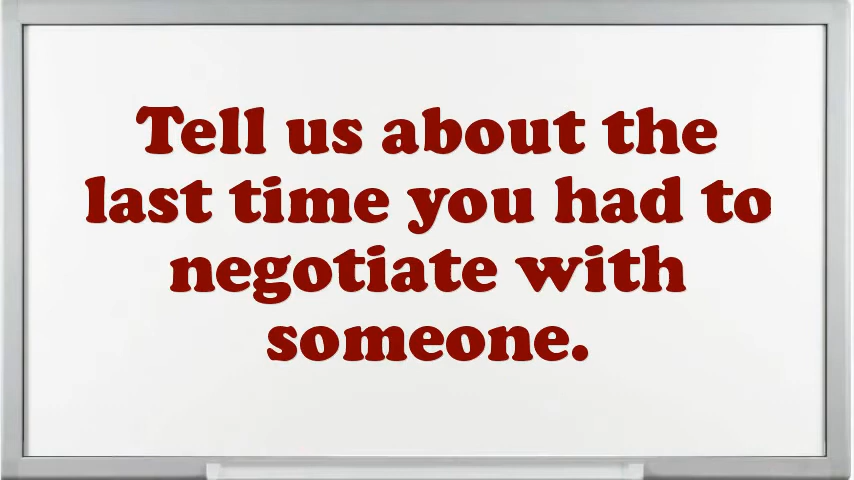 Tell us about the
last time you had to
negotiate with
someone.